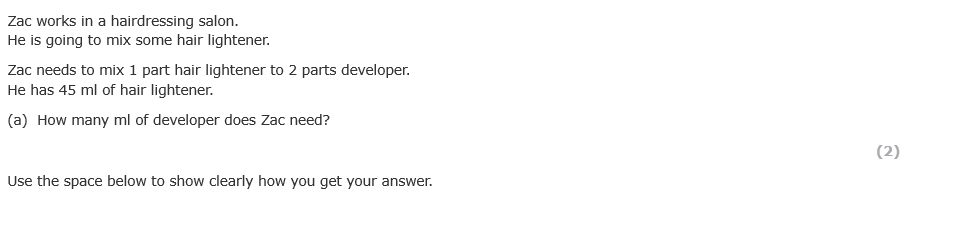 Zac works in a hairdressing salon.
He is going to mix some hair lightener.
Zac needs to mix 1 part hair lightener to 2 parts developer.
He has 45 ml of hair lightener.
(a) How many ml of developer does Zac need?
(2)
Use the space below to show clearly how you get your answer.